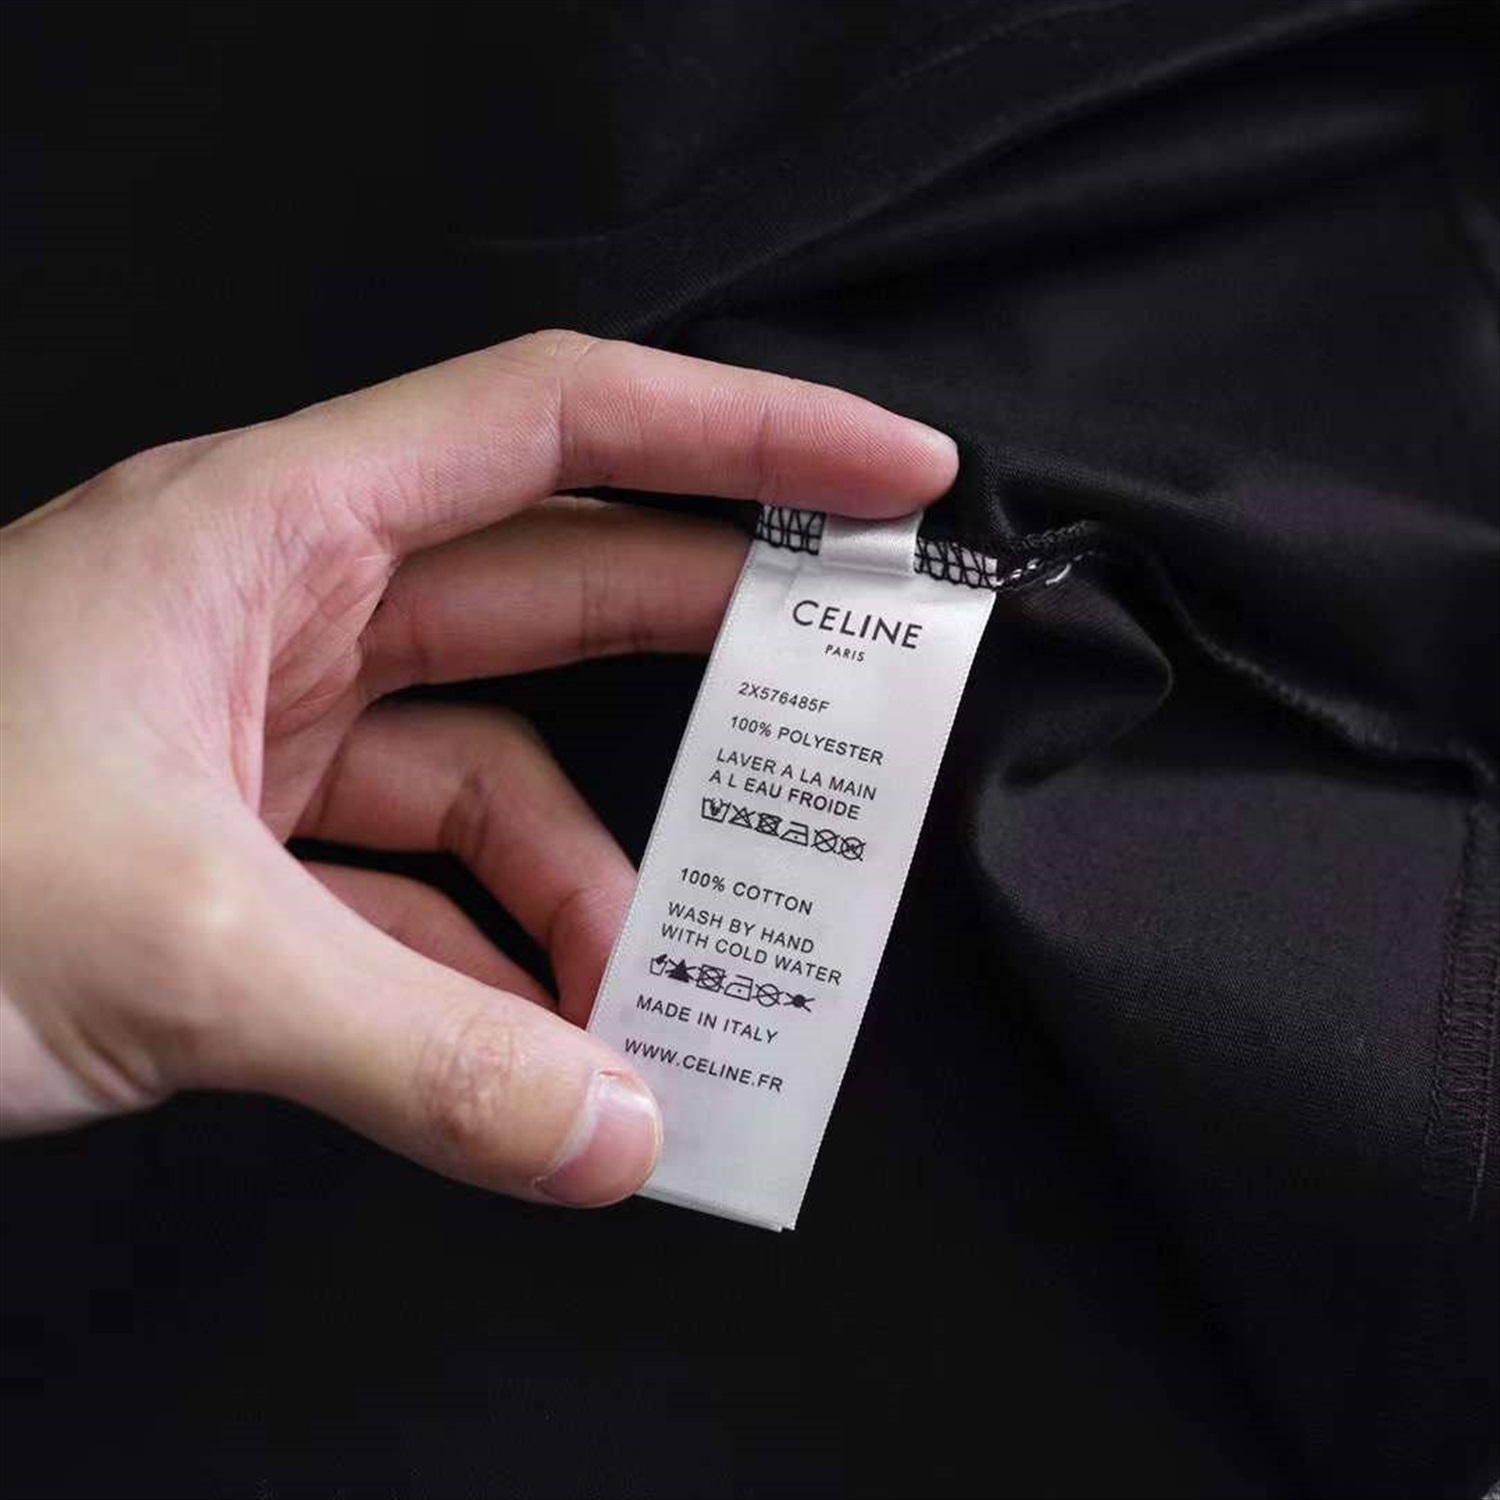 CELINE
PARIS
2X576485F
100% POLYESTER
LAVER A LA MAIN
A L EAU FROIDE
100% COTTON
WASH BY HAND
WITH COLD WATER
MADE IN ITALY
WWW.CELINE.FR